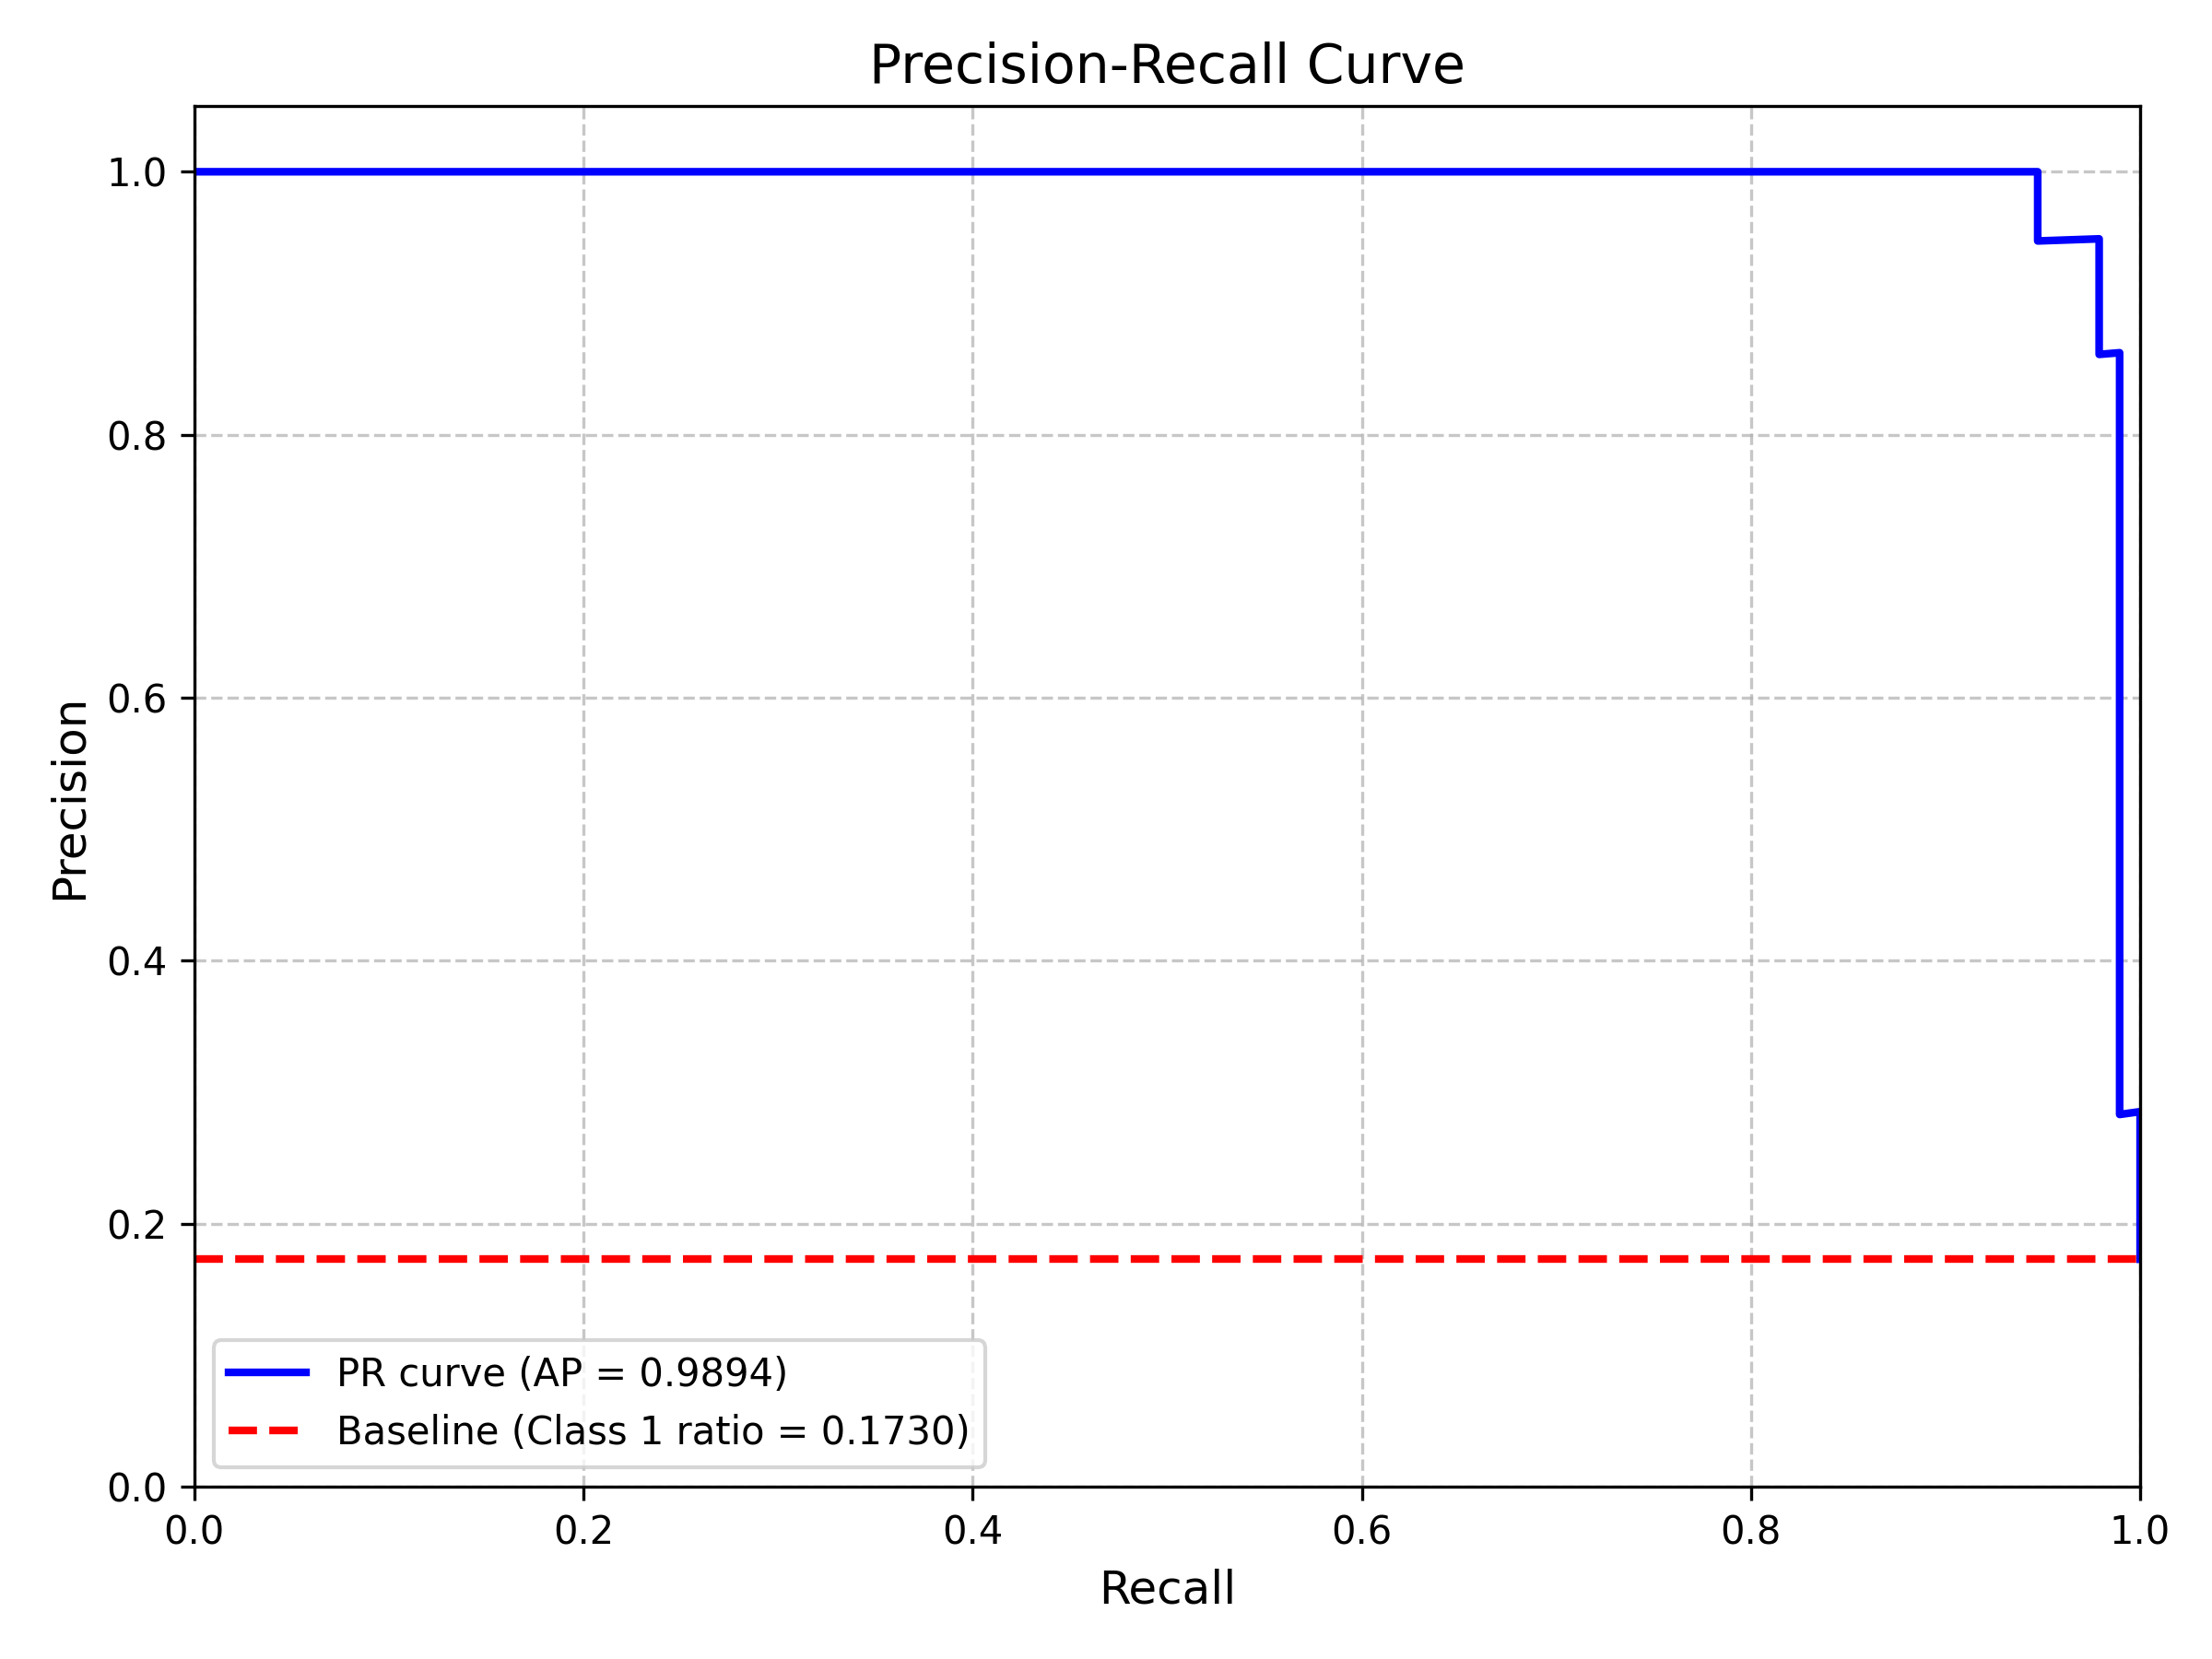 Precision-Recall Curve
Precision
1.0
0.8
0.6
0.4
0.2
0.0
PR curve (AP = 0.9894)
Baseline (Class 1 ratio = 0.1730)
0.0 0.2 0.4 0.6 0.8 1.0
Recall